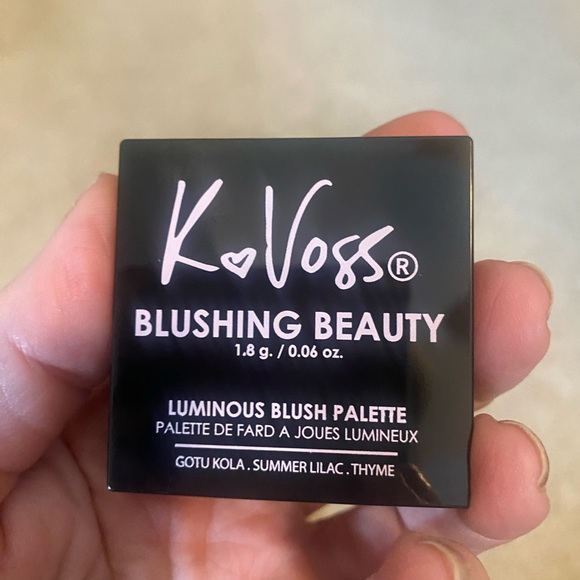 K♡Voss®
BLUSHING BEAUTY
1.8 g. / 0.06 oz.
LUMINOUS BLUSH PALETTE
PALETTE DE FARD A JOUES LUMINEUX
GOTU KOLA . SUMMER LILAC . THYME